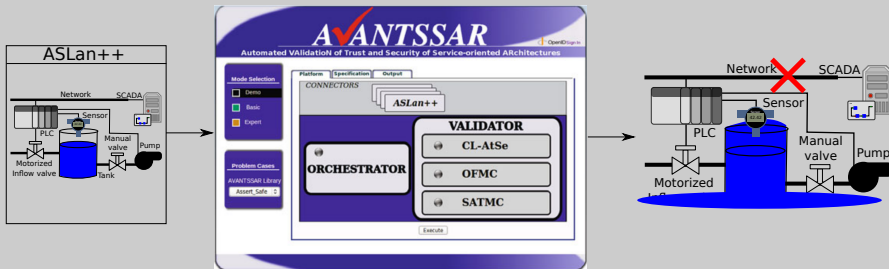 ASLan++
Network
SCADA
Sensor
PLC
Manual
valve
Pump
Motorized
Inflow valve
Tank
AVANTSSAR
OpenID Sign In
Automated VAlidatioN of Trust and Security of Service-oriented ARchitectures
Mode Selection
Demo
Basic
Expert
Problem Cases
AVANTSSAR Library
Assert_Safe
Platform
Specification
Output
CONNECTORS
ASLan++
ORCHESTRATOR
VALIDATOR
CL-AtSe
OFMC
SATMC
Execute
Network
SCADA
Sensor
PLC
Manual
valve
Pump
Motorized